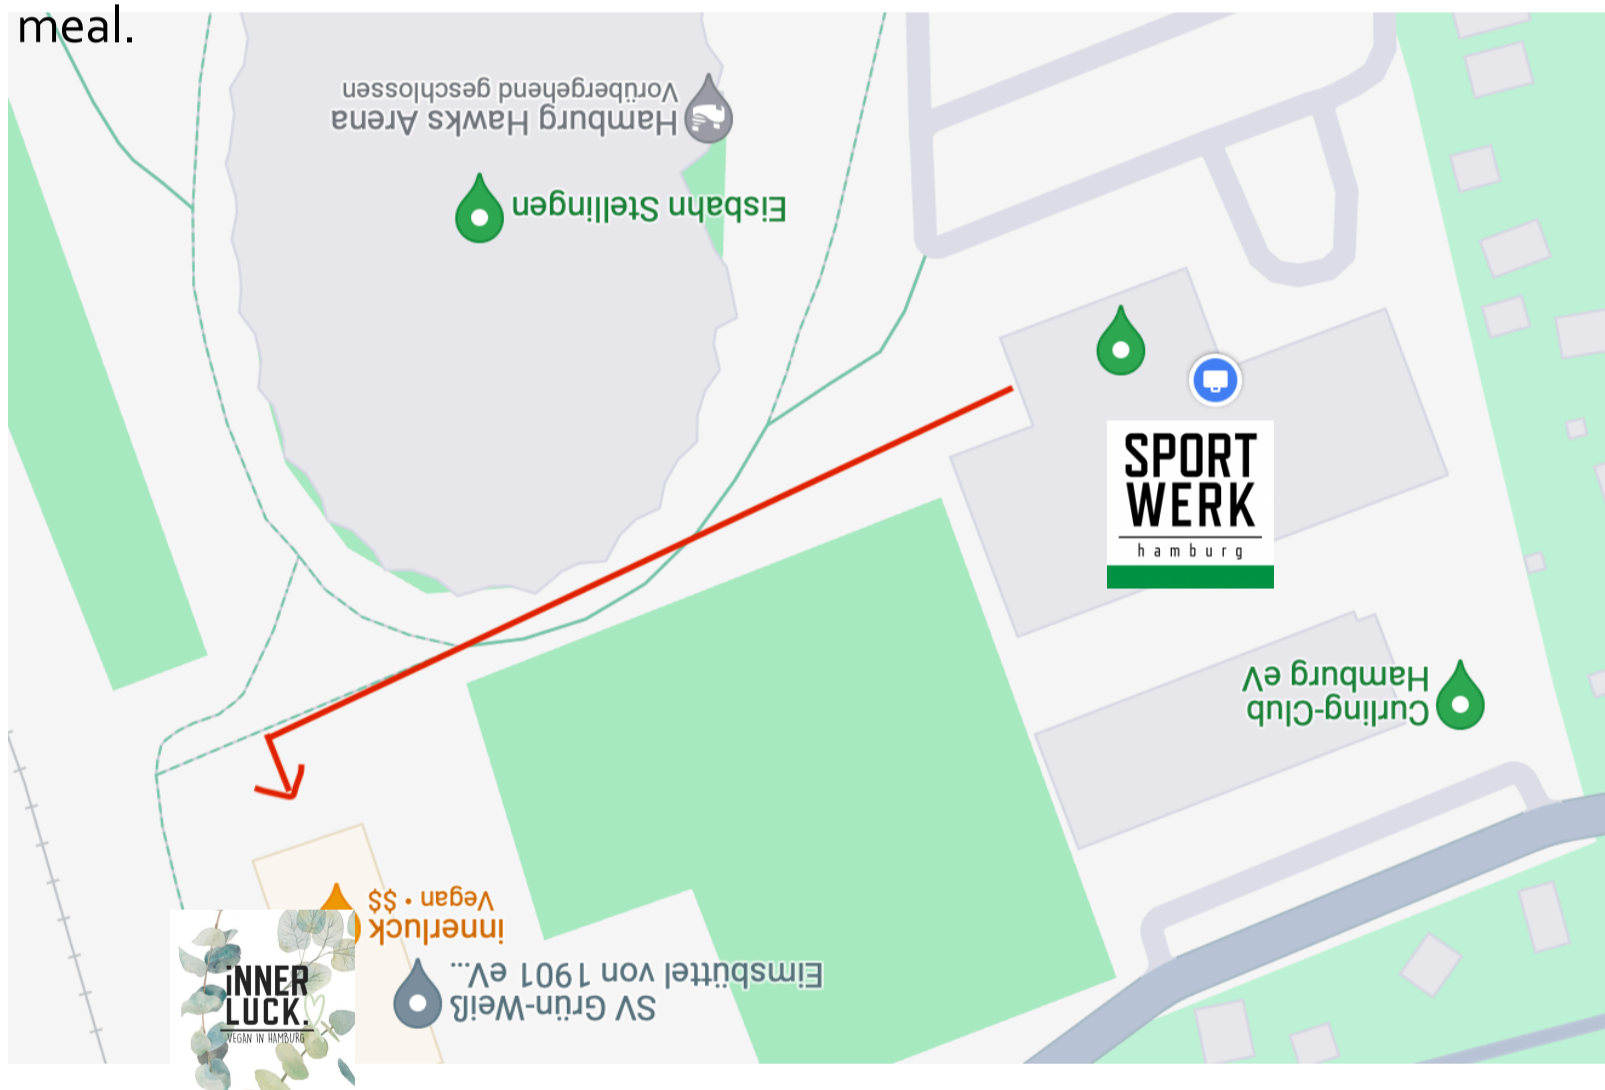 meal.
Hamburg Hawks Arena
Vorübergehend geschlossen
Eisbahn Stellingen
SPORT
WERK
hamburg
Curling-Club
Hamburg eV
innerluck
Vegan • $$
SV Grün-Weiß
Eimsbüttel von 1901 eV...
iNNER
LUCK.
VEGAN IN HAMBURG